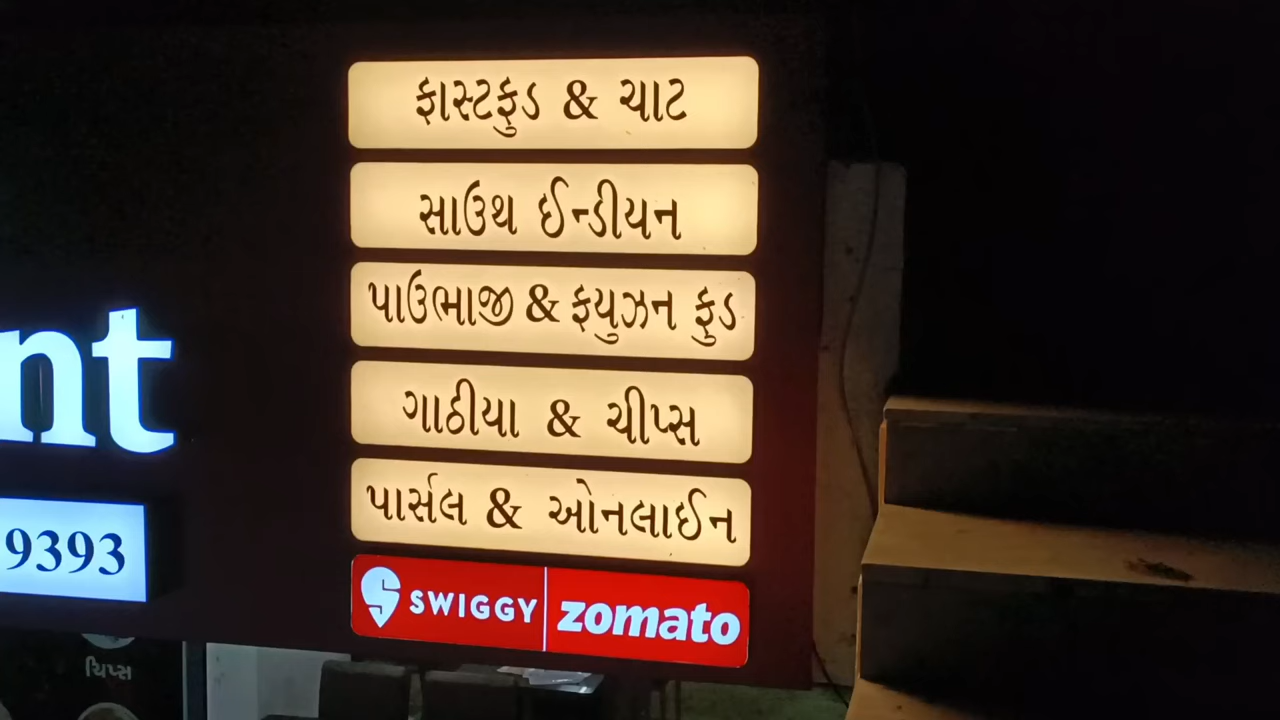 ફાસ્ટફુડ & ચાટ
સાઉથ ઈન્ડીયન
પાઉભાજી & ફયુઝન ફુડ
ગાઠીયા & ચીપ્સ
પાર્સલ & ઓનલાઈન
SWIGGY zomato
nt
9393
ચિપ્સ